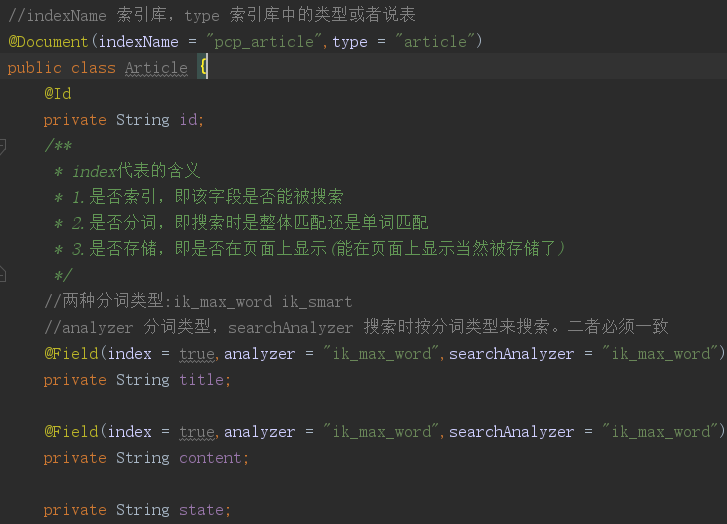 //indexName 索引库，type 索引库中的类型或者说表
@Document(indexName = "pcp_article",type = "article")
public class Article {
@Id
private String id;
/**
* index代表的含义
* 1.是否索引，即该字段是否能被搜索
* 2.是否分词，即搜索时是整体匹配还是单词匹配
* 3.是否存储，即是否在页面上显示(能在页面上显示当然被存储了)
*/
//两种分词类型:ik_max_word ik_smart
//analyzer 分词类型，searchAnalyzer 搜索时按分词类型来搜索。二者必须一致
@Field(index = true,analyzer = "ik_max_word",searchAnalyzer = "ik_max_word")
private String title;
@Field(index = true,analyzer = "ik_max_word",searchAnalyzer = "ik_max_word")
private String content;
private String state;